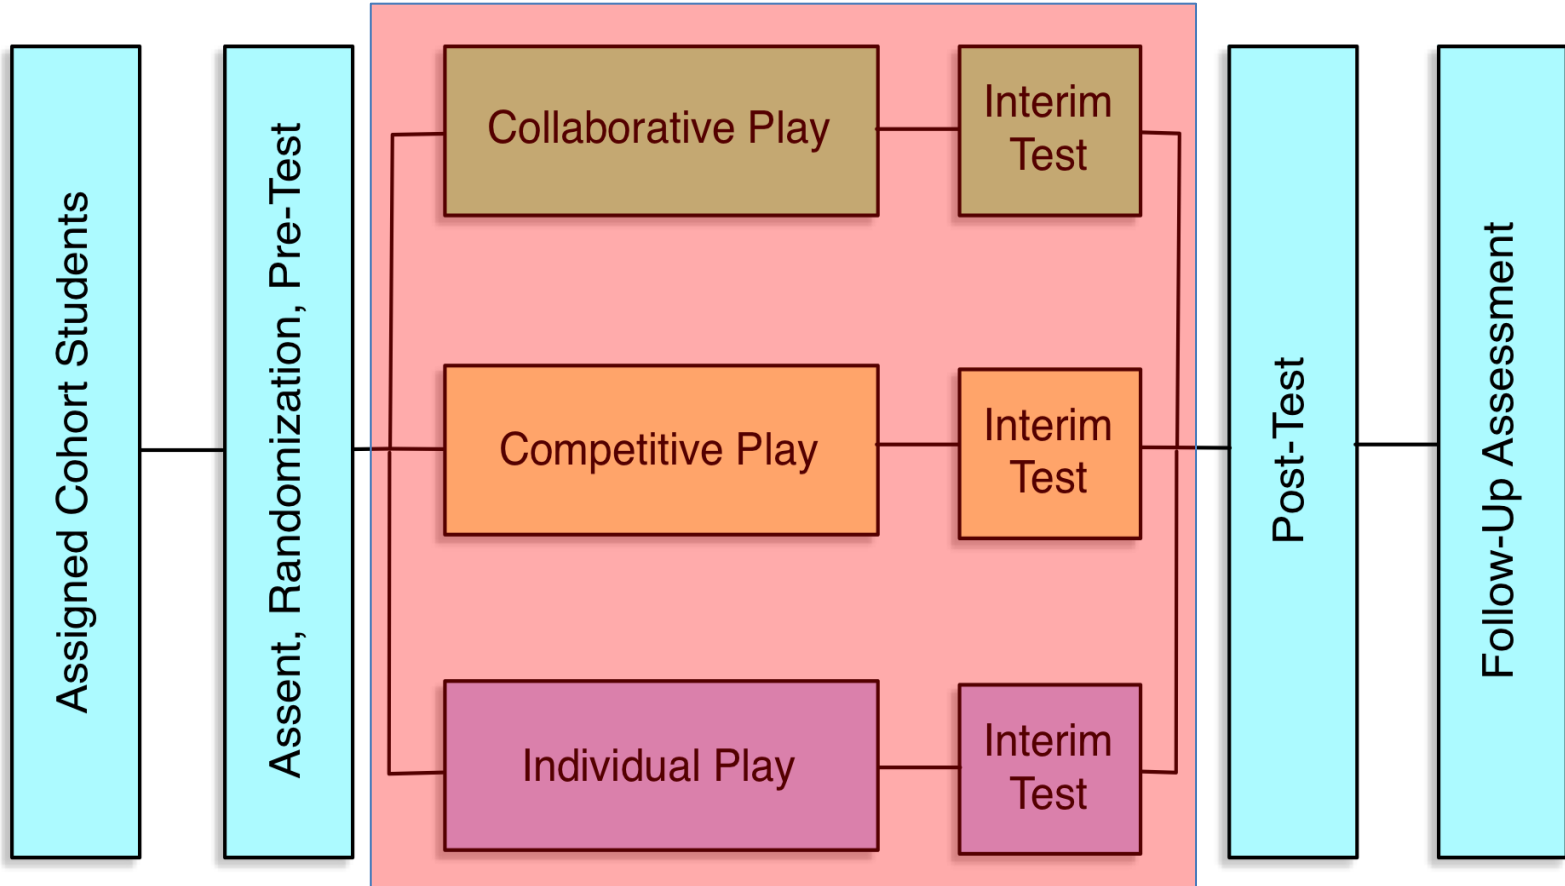 Assigned Cohort Students
Assent, Randomization, Pre-Test
Collaborative Play
Interim
Test
Competitive Play
Interim
Test
Individual Play
Interim
Test
Post-Test
Follow-Up Assessment